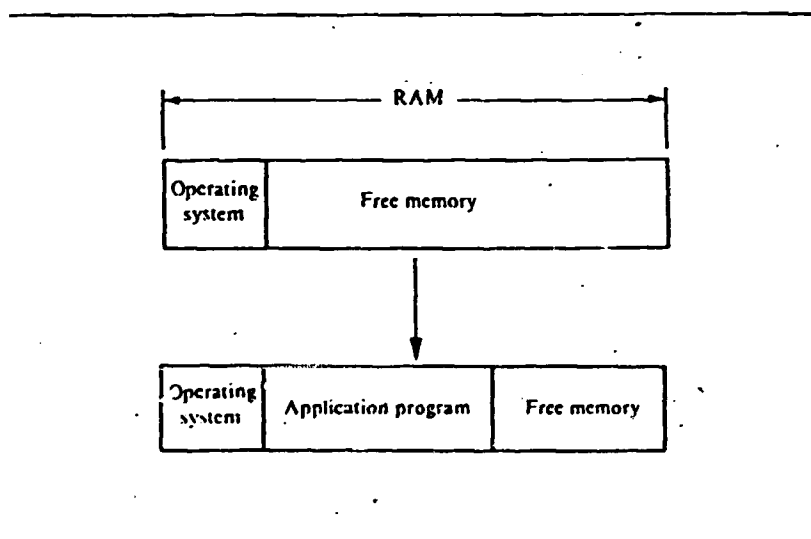 RAM
Operating
system
Free memory
Operating
system
Application program
Free memory